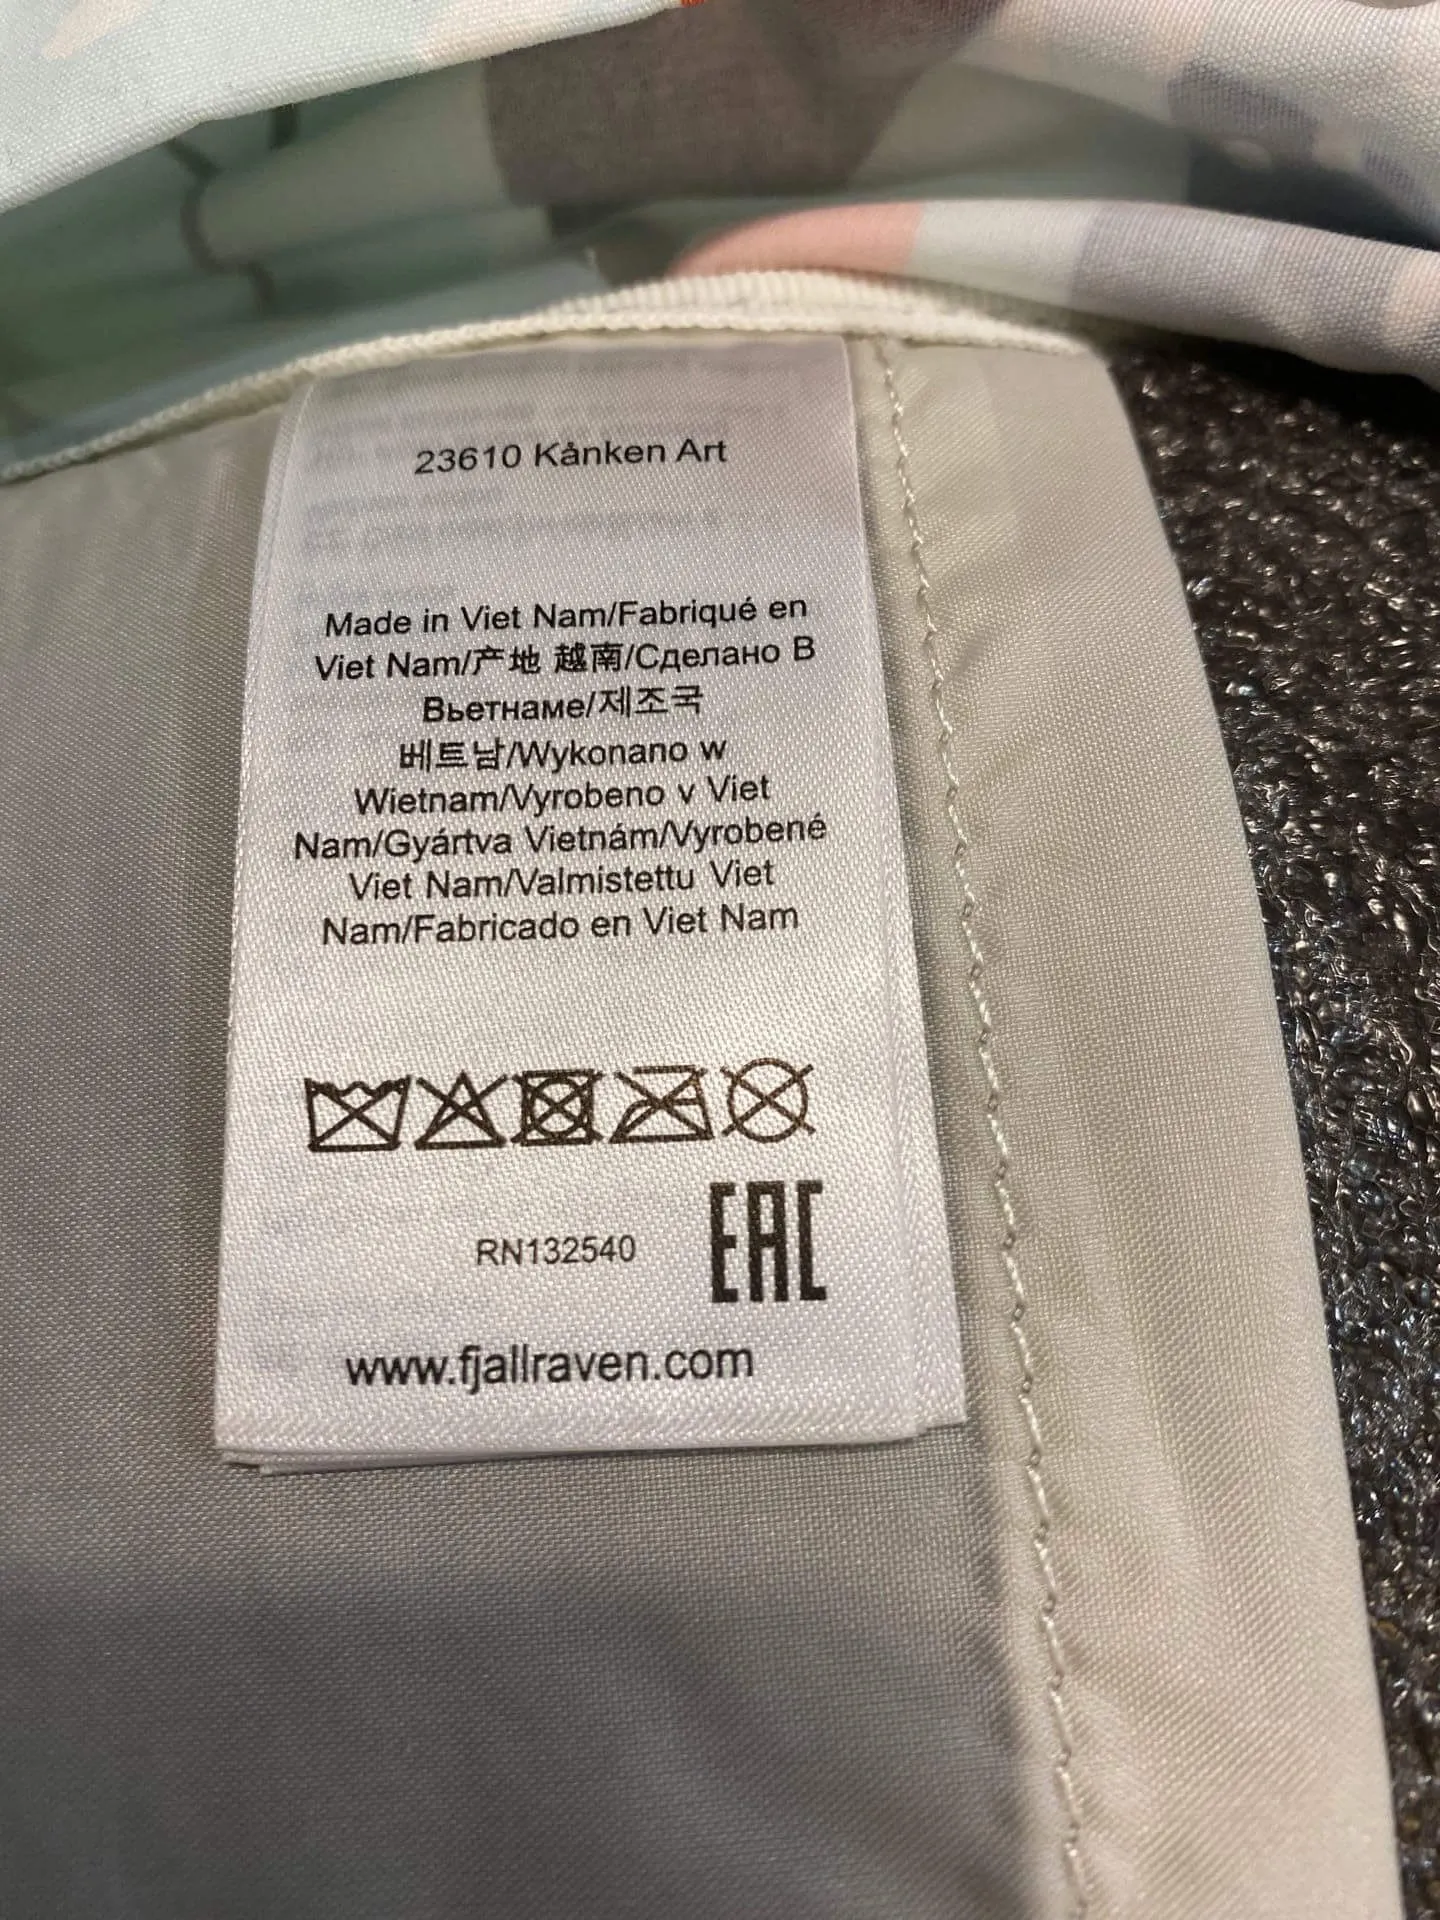 23610 Kånken Art
Made in Viet Nam/Fabriqué en
Viet Nam/产地 越南/Сделано В
Вьетнаме/제조국
베트남/Wykonano w
Wietnam/Vyrobeno v Viet
Nam/Gyártva Vietnám/Vyrobené
Viet Nam/Valmistettu Viet
Nam/Fabricado en Viet Nam
RN132540
EAC
www.fjallraven.com